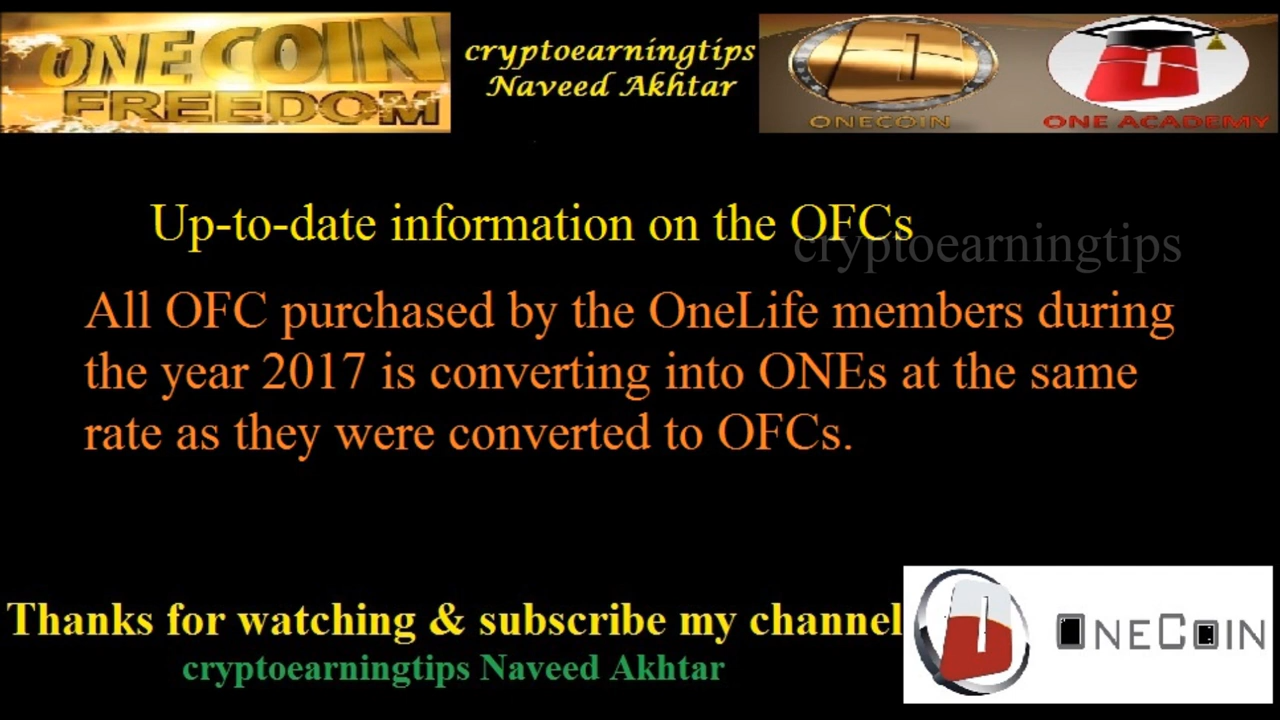 ONE COIN
FREEDOM
cryptoearningtips
Naveed Akhtar
ONECOIN
ONE ACADEMY
Up-to-date information on the OFCs
cryptoearningtips
All OFC purchased by the OneLife members during
the year 2017 is converting into ONEs at the same
rate as they were converted to OFCs.
Thanks for watching & subscribe my channel
cryptoearningtips Naveed Akhtar
ONECOIN